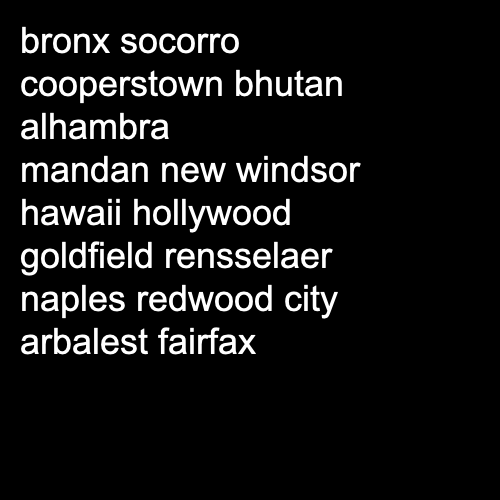 bronx socorro
cooperstown bhutan
alhambra
mandan new windsor
hawaii hollywood
goldfield rensselaer
naples redwood city
arbalest fairfax